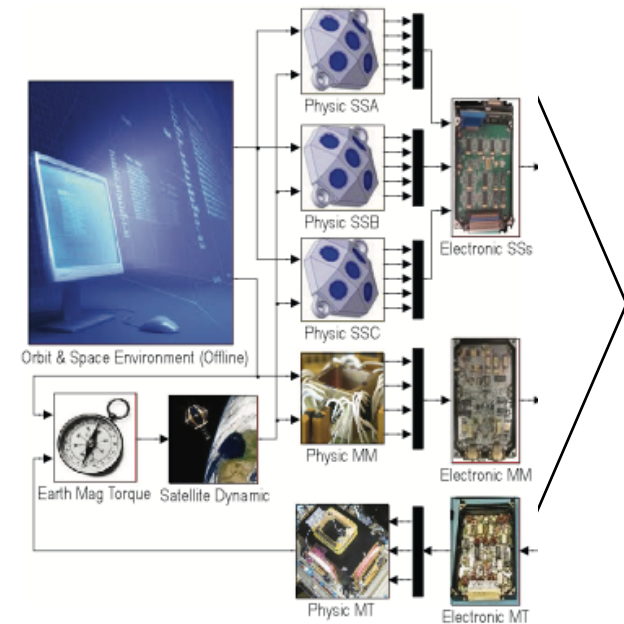 Physic SSA
Physic SSB
Electronic SSs
Physic SSC
Orbit & Space Environment (Offline)
Physic MM
Electronic MM
Earth Mag Torque
Satellite Dynamic
Physic MT
Electronic MT